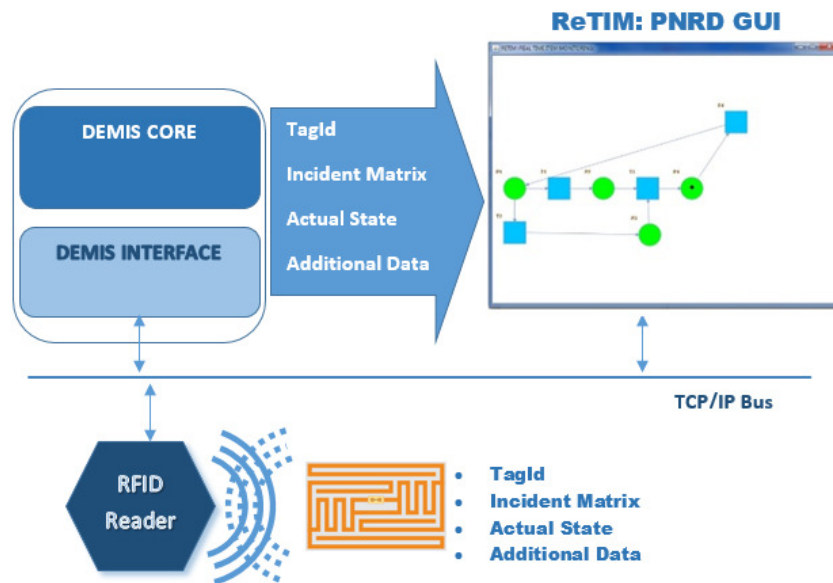 ReTIM: PNRD GUI
DEMIS CORE
DEMIS INTERFACE
TagId
Incident Matrix
Actual State
Additional Data
TCP/IP Bus
RFID
Reader
• TagId
• Incident Matrix
• Actual State
• Additional Data